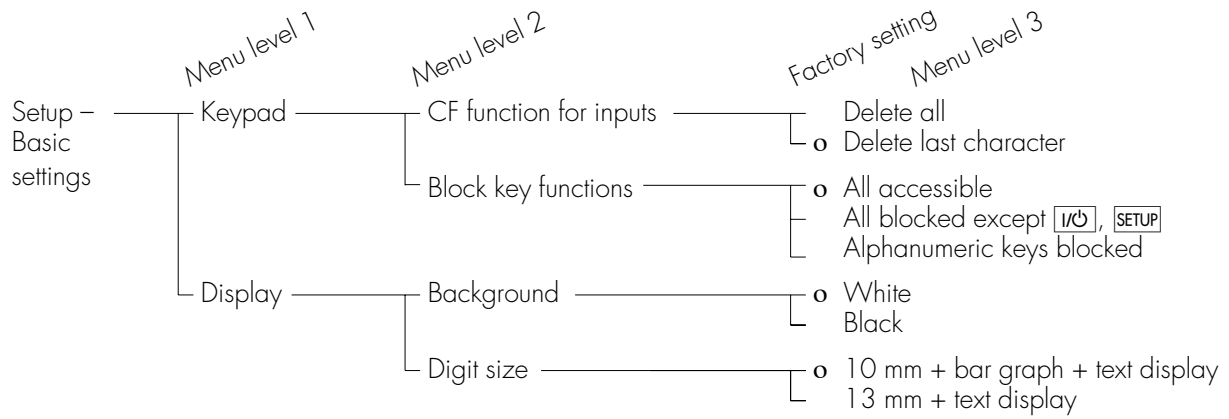 Menu level 1 Menu level 2 Factory setting Menu level 3
Setup – Keypad CF function for inputs Delete all
Basic o Delete last character
settings
Block key functions o All accessible
All blocked except I/⏻, SETUP
Alphanumeric keys blocked
Display Background o White
Black
Digit size o 10 mm + bar graph + text display
13 mm + text display